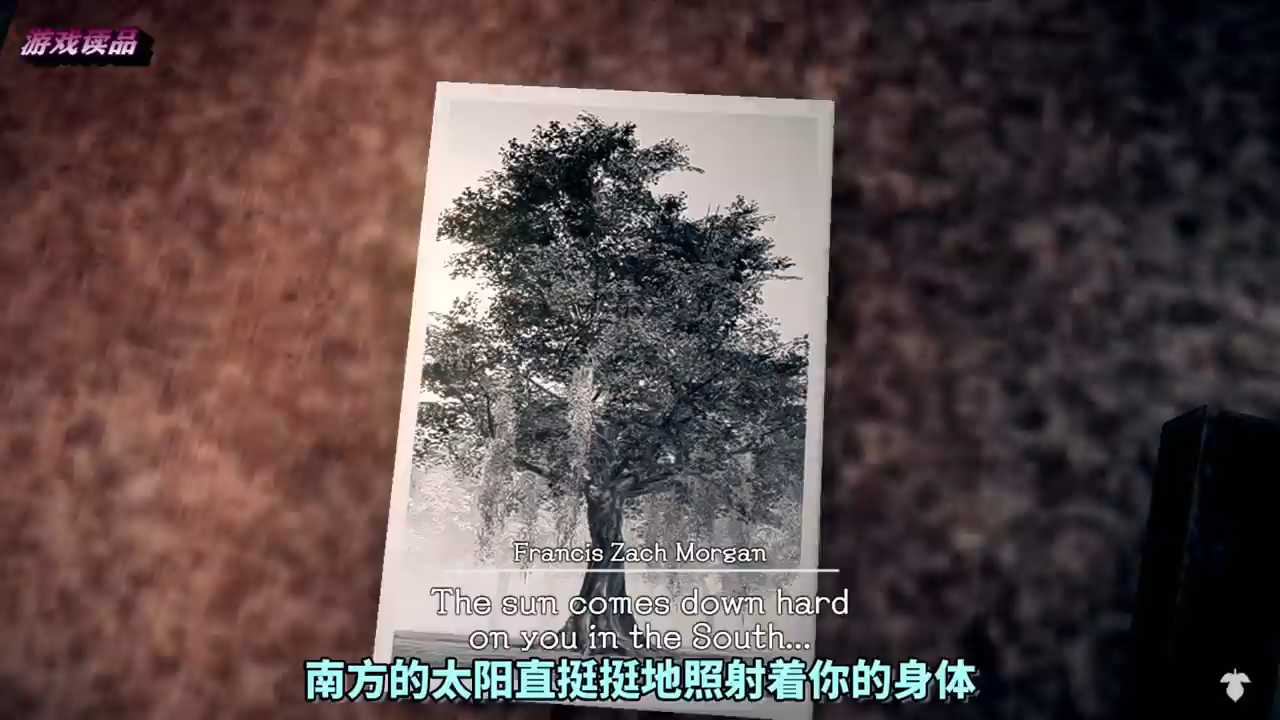 游戏读品
Francis Zach Morgan
The sun comes down hard
on you in the South...
南方的太阳直挺挺地照射着你的身体